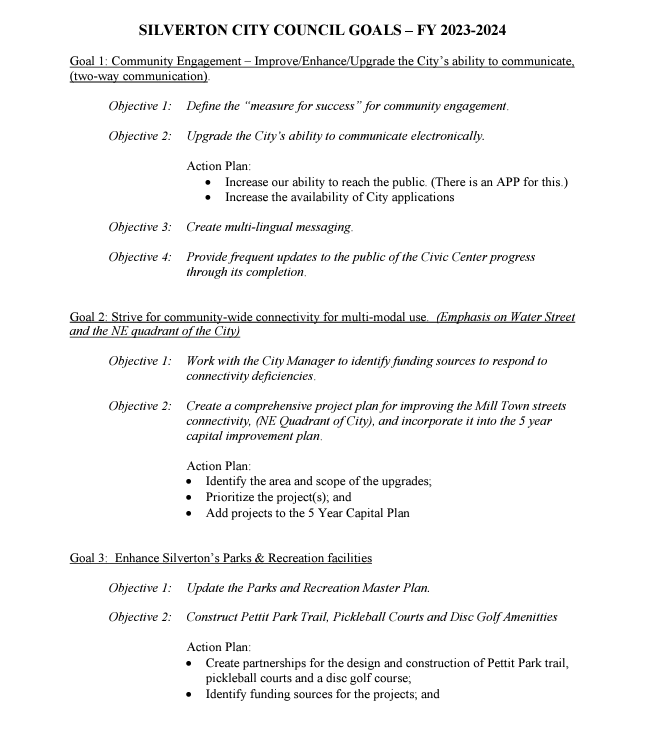 SILVERTON CITY COUNCIL GOALS – FY 2023-2024
Goal 1: Community Engagement – Improve/Enhance/Upgrade the City’s ability to communicate,
(two-way communication).
Objective 1: Define the “measure for success” for community engagement.
Objective 2: Upgrade the City’s ability to communicate electronically.
Action Plan:
• Increase our ability to reach the public. (There is an APP for this.)
• Increase the availability of City applications
Objective 3: Create multi-lingual messaging.
Objective 4: Provide frequent updates to the public of the Civic Center progress
through its completion.
Goal 2: Strive for community-wide connectivity for multi-modal use. (Emphasis on Water Street
and the NE quadrant of the City)
Objective 1: Work with the City Manager to identify funding sources to respond to
connectivity deficiencies.
Objective 2: Create a comprehensive project plan for improving the Mill Town streets
connectivity, (NE Quadrant of City), and incorporate it into the 5 year
capital improvement plan.
Action Plan:
• Identify the area and scope of the upgrades;
• Prioritize the project(s); and
• Add projects to the 5 Year Capital Plan
Goal 3: Enhance Silverton’s Parks & Recreation facilities
Objective 1: Update the Parks and Recreation Master Plan.
Objective 2: Construct Pettit Park Trail, Pickleball Courts and Disc Golf Amenitties
Action Plan:
• Create partnerships for the design and construction of Pettit Park trail,
pickleball courts and a disc golf course;
• Identify funding sources for the projects; and